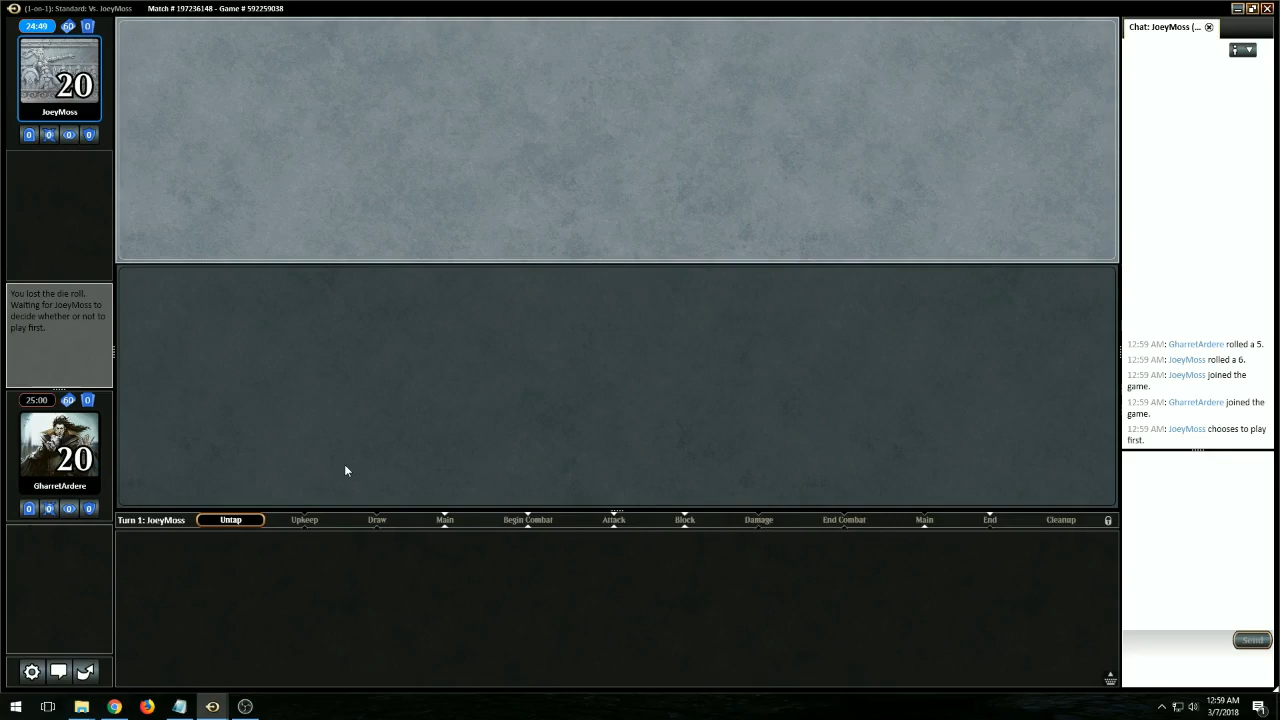 (1-on-1): Standard: Vs. JoeyMoss Match # 197236148 - Game # 592259038
24:49 60 0
20
JoeyMoss
0 0 0 0
You lost the die roll.
Waiting for JoeyMoss to
decide whether or not to
play first.
25:00 60 0
20
GharretArdere
0 0 0 0
Turn 1: JoeyMoss Untap Upkeep Draw Main Begin Combat Attack Block Damage End Combat Main End Cleanup
Chat: JoeyMoss (...
12:59 AM: GharretArdere rolled a 5.
12:59 AM: JoeyMoss rolled a 6.
12:59 AM: JoeyMoss joined the
game.
12:59 AM: GharretArdere joined the
game.
12:59 AM: JoeyMoss chooses to play
first.
Send
12:59 AM
3/7/2018
1